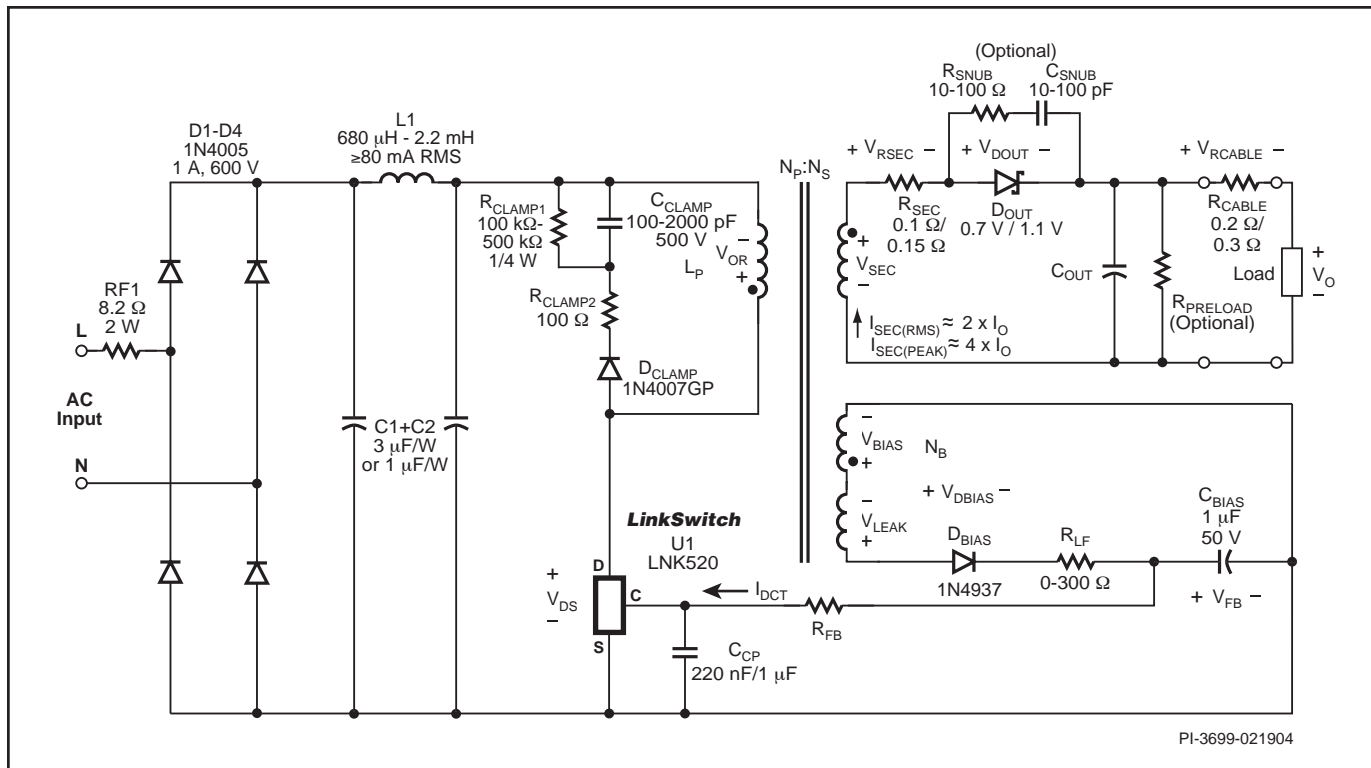 (Optional)
RSNUB
10-100 Ω
CSNUB
10-100 pF
L1
680 µH - 2.2 mH
≥80 mA RMS
D1-D4
1N4005
1 A, 600 V
+ VRSEC −
+ VDOUT −
+ VRCABLE −
NP:NS
RCLAMP1
100 kΩ-
500 kΩ
1/4 W
CCLAMP
100-2000 pF
500 V
−
VOR
+
LP
RSEC
0.1 Ω/
0.15 Ω
DOUT
0.7 V / 1.1 V
RCABLE
0.2 Ω/
0.3 Ω
+
VSEC
−
COUT
Load
+
VO
−
RPRELOAD
(Optional)
RF1
8.2 Ω
2 W
L
RCLAMP2
100 Ω
ISEC(RMS) ≈ 2 x IO
ISEC(PEAK) ≈ 4 x IO
DCLAMP
1N4007GP
AC
Input
N
C1+C2
3 µF/W
or 1 µF/W
−
VBIAS
+
NB
−
VLEAK
+
+ VDBIAS −
DBIAS
1N4937
RLF
0-300 Ω
CBIAS
1 µF
50 V
+ VFB −
LinkSwitch
U1
LNK520
D
C
S
+
VDS
−
IDCT
RFB
CCP
220 nF/1 µF
PI-3699-021904